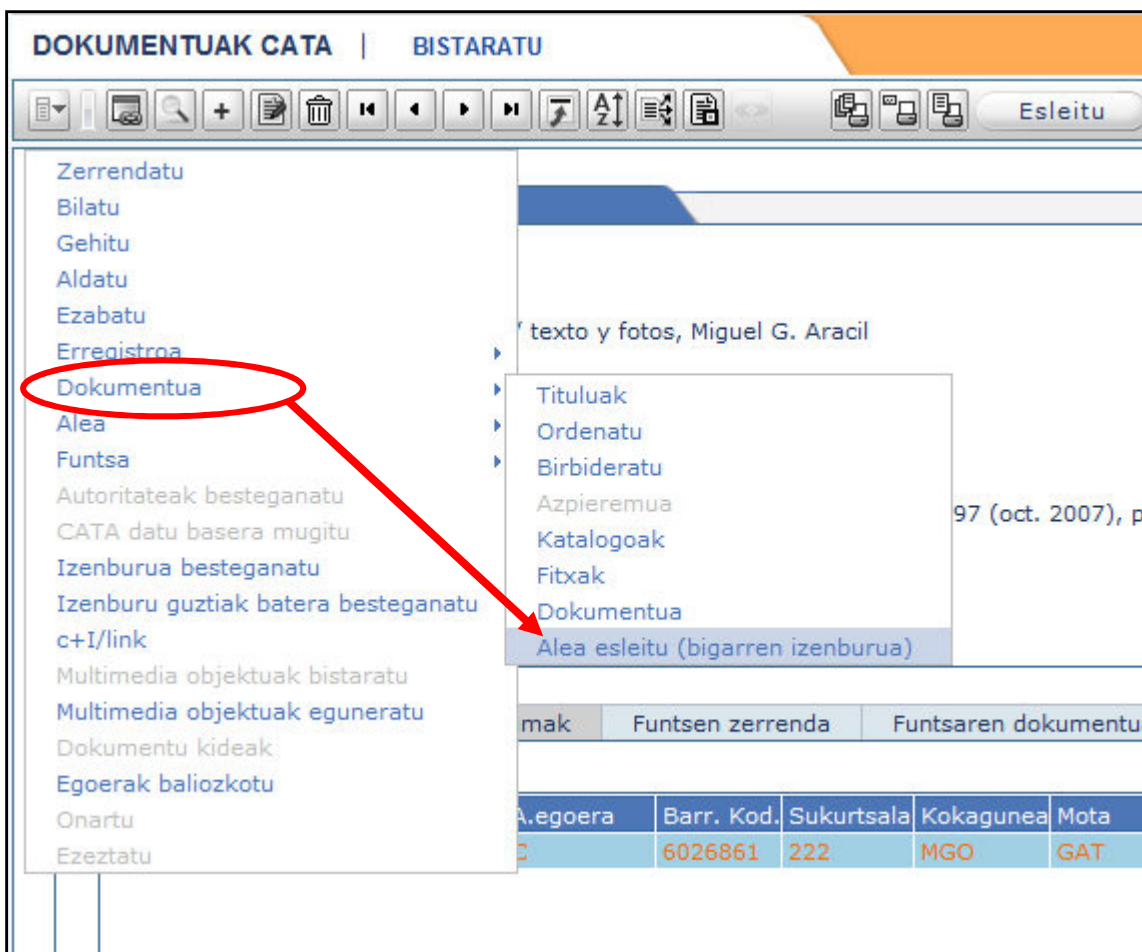 DOKUMENTUAK CATA | BISTARATU
Esleitu
Zerrendatu
Bilatu
Gehitu
Aldatu
Ezabatu
texto y fotos, Miguel G. Aracil
Erregistroa
Dokumentua
Alea
Funtsa
Autoritateak besteganatu
CATA datu basera mugitu
Izenburua besteganatu
Izenburu guztiak batera besteganatu
c+I/link
Multimedia objektuak bistaratu
Multimedia objektuak eguneratu
Dokumentu kideak
Egoerak baliozkotu
Onartu
Ezeztatu
Tituluak
Ordenatu
Birbideratu
Azpieremua
97 (oct. 2007), p
Katalogoak
Fitxak
Dokumentua
Alea esleitu (bigarren izenburua)
mak Funtsen zerrenda Funtsaren dokumentu
A.egoera Barr. Kod. Sukurtsala Kokagunea Mota
C 6026861 222 MGO GAT